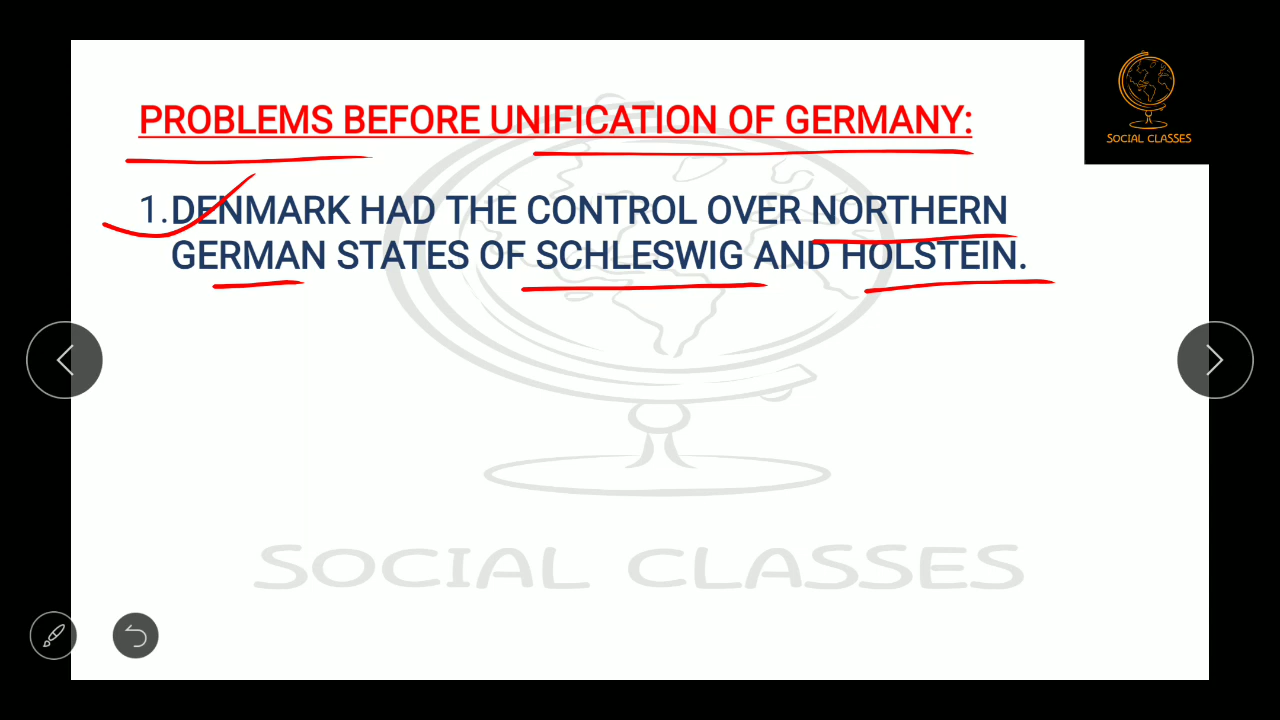 SOCIAL CLASSES
PROBLEMS BEFORE UNIFICATION OF GERMANY:
1.DENMARK HAD THE CONTROL OVER NORTHERN
GERMAN STATES OF SCHLESWIG AND HOLSTEIN.
SOCIAL CLASSES